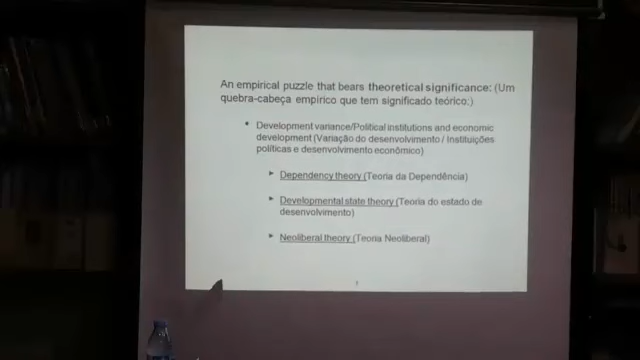 An empirical puzzle that bears theoretical significance: (Um
quebra-cabeça empírico que tem significado teórico.)
• Development variance/Political institutions and economic
development (Variação do desenvolvimento / Instituições
políticas e desenvolvimento econômico)
➤ Dependency theory (Teoria da Dependência)
➤ Developmental state theory (Teoria do estado de
desenvolvimento)
➤ Neoliberal theory (Teoria Neoliberal)